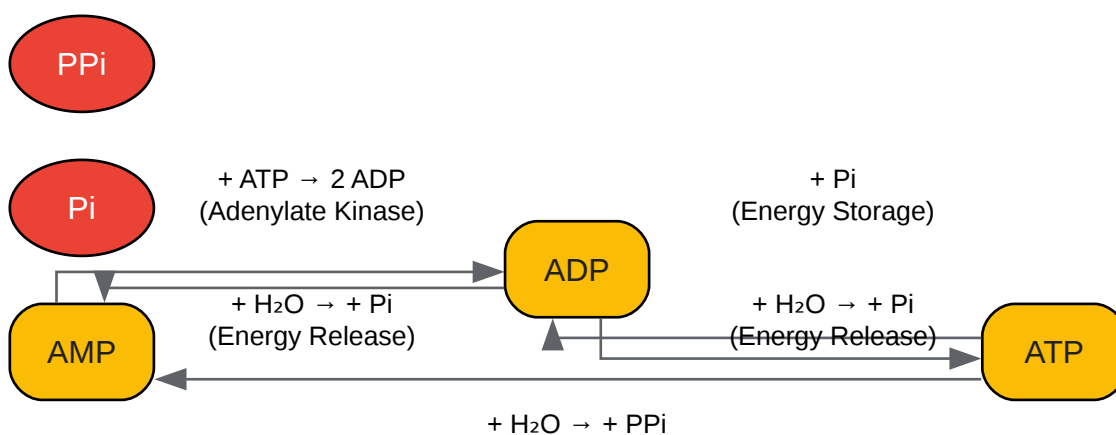 PPi
Pi
+ ATP → 2 ADP
(Adenylate Kinase)
+ Pi
(Energy Storage)
ADP
+ H₂O → + Pi
(Energy Release)
+ H₂O → + Pi
(Energy Release)
AMP
ATP
+ H₂O → + PPi